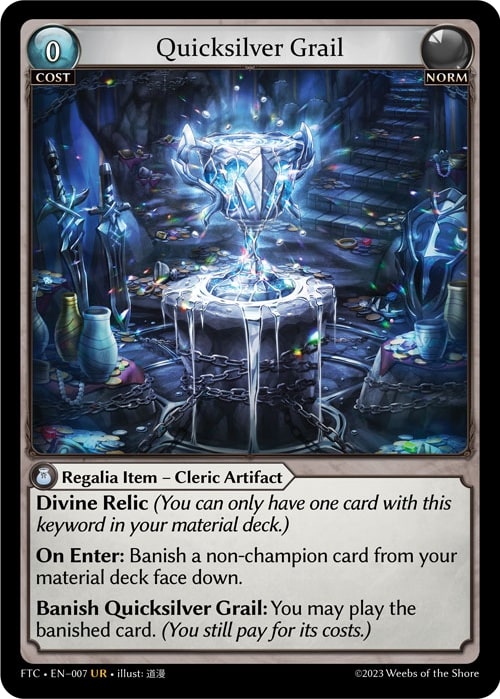 0
COST
Quicksilver Grail
NORM
Regalia Item – Cleric Artifact
Divine Relic (You can only have one card with this
keyword in your material deck.)
On Enter: Banish a non-champion card from your
material deck face down.
Banish Quicksilver Grail: You may play the
banished card. (You still pay for its costs.)
FTC • EN–007 UR • illust: 道漫
©2023 Weebs of the Shore